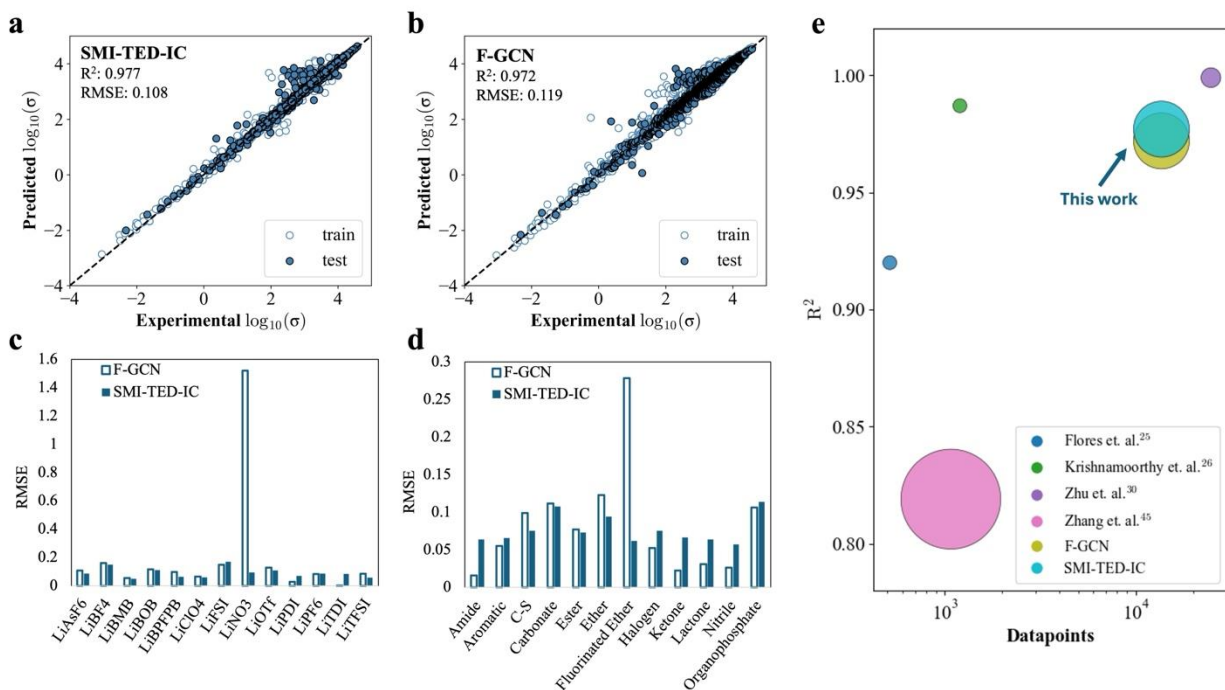 a
SMI-TED-IC
R²: 0.977
RMSE: 0.108
Predicted log₁₀(σ)
4
2
0
−2
−4
train
test
−4
−2
0
2
4
Experimental log₁₀(σ)
b
F-GCN
R²: 0.972
RMSE: 0.119
Predicted log₁₀(σ)
4
2
0
−2
−4
train
test
−4
−2
0
2
4
Experimental log₁₀(σ)
c
F-GCN
SMI-TED-IC
RMSE
1.6
1.4
1.2
1
0.8
0.6
0.4
0.2
0
LiAsF6
LiBF4
LiBMB
LiBOB
LiBPFPB
LiClO4
LiFSI
LiNO3
LiOTf
LiPDI
LiPF6
LiTDI
LiTFSI
d
F-GCN
SMI-TED-IC
RMSE
0.3
0.25
0.2
0.15
0.1
0.05
0
Amide
Aromatic
C-S
Carbonate
Ester
Ether
Fluorinated Ether
Halogen
Ketone
Lactone
Nitrile
Organophosphate
e
R²
1.00
0.95
0.90
0.85
0.80
This work
Flores et. al.²⁵
Krishnamoorthy et. al.²⁶
Zhu et. al.³⁰
Zhang et. al.⁴⁵
F-GCN
SMI-TED-IC
10³
10⁴
Datapoints